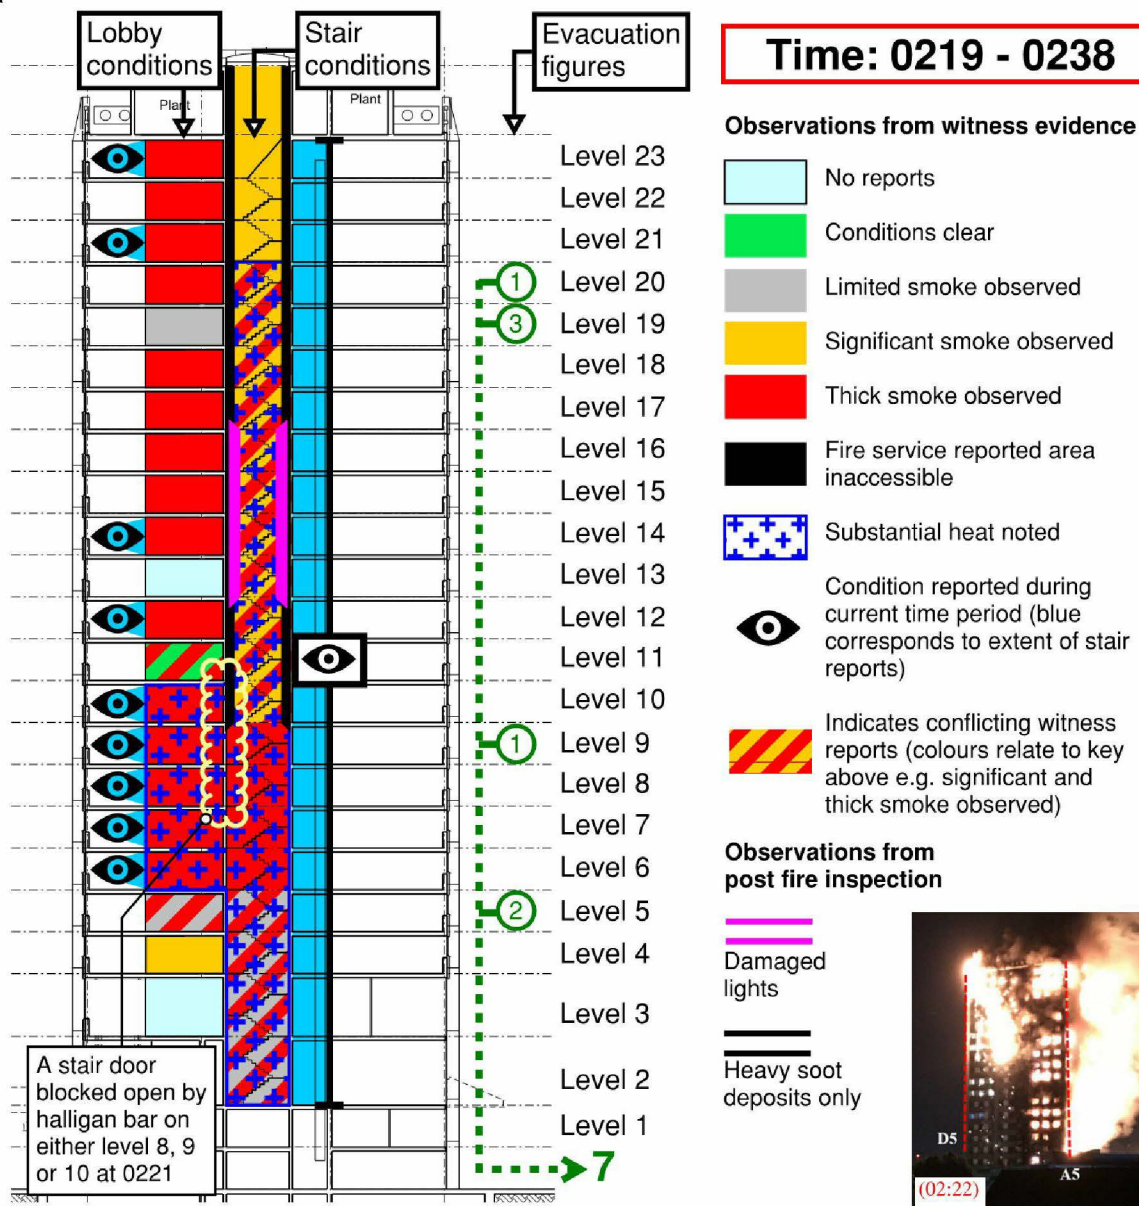 Lobby
conditions
Stair
conditions
Evacuation
figures
Time: 0219 - 0238
Plant
Plant
Observations from witness evidence
No reports
Conditions clear
Limited smoke observed
Significant smoke observed
Thick smoke observed
Fire service reported area
inaccessible
Substantial heat noted
Condition reported during
current time period (blue
corresponds to extent of stair
reports)
Indicates conflicting witness
reports (colours relate to key
above e.g. significant and
thick smoke observed)
Observations from
post fire inspection
Damaged
lights
Heavy soot
deposits only
Level 23
Level 22
Level 21
1 Level 20
3 Level 19
Level 18
Level 17
Level 16
Level 15
Level 14
Level 13
Level 12
Level 11
Level 10
1 Level 9
Level 8
Level 7
Level 6
2 Level 5
Level 4
Level 3
Level 2
Level 1
7
A stair door
blocked open by
halligan bar on
either level 8, 9
or 10 at 0221
D5
A5
(02:22)